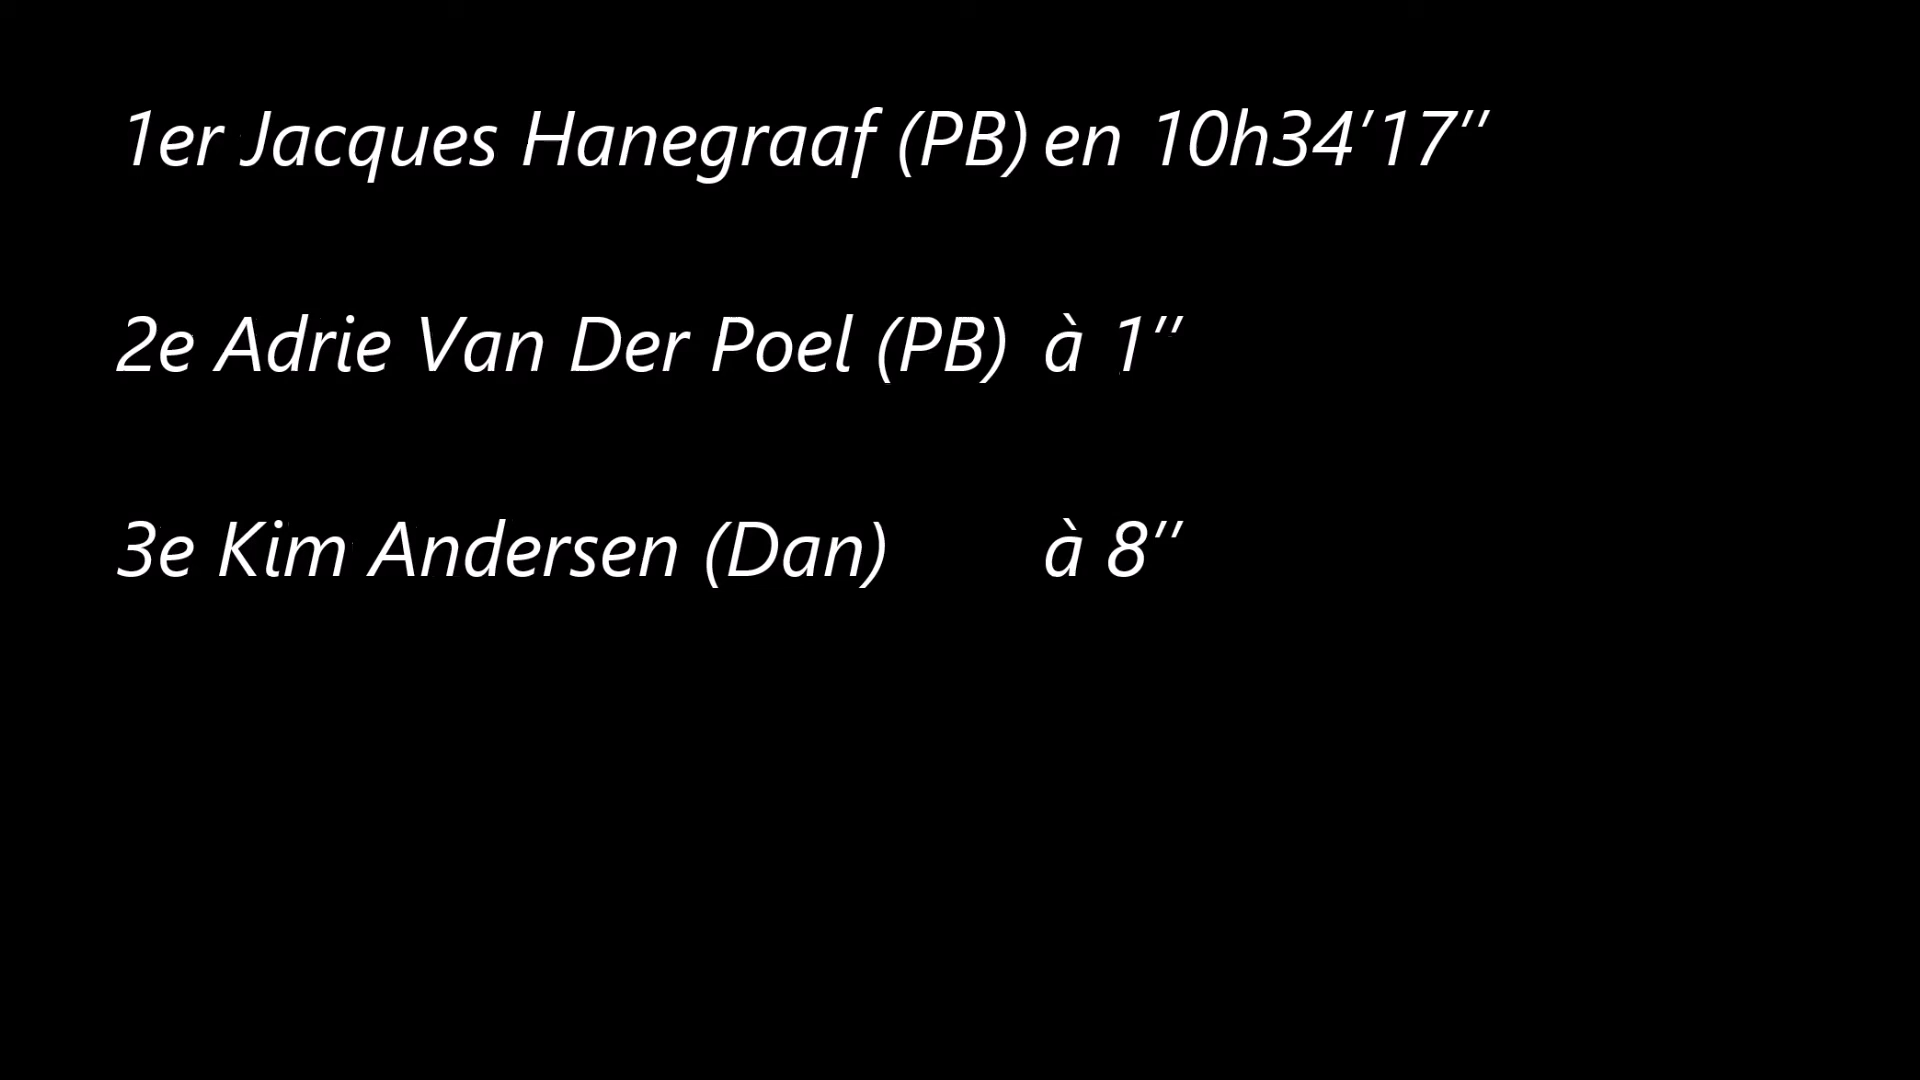 1er Jacques Hanegraaf (PB) en 10h34’17’’
2e Adrie Van Der Poel (PB) à 1’’
3e Kim Andersen (Dan) à 8’’